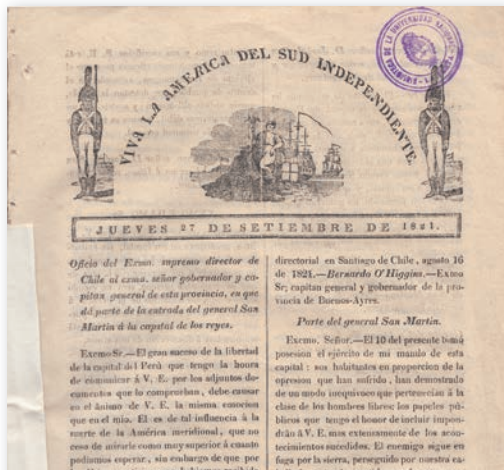 VIVA LA AMERICA DEL SUD INDEPENDIENTE.
JUEVES 27 DE SETIEMBRE DE 1821.
Oficio del Exmo. supremo director de
Chile al exmo. señor gobernador y ca-
pitan general de esta provincia, en que
dá parte de la entrada del general San
Martin á la capital de los reyes.
Exemo Sr.—El gran suceso de la libertad
de la capital del Perù que tengo la honra
de comunicar á V. E. por los adjuntos do-
cumentos que lo comprueban, debe causar
en el ánimo de V. E. la misma emocion
que en el mio. El es de tal influencia à la
suerte de la América meridional, que no
ceso de mirarle como muy superior á cuanto
podiamos esperar, sin embargo de que por
directorial en Santiago de Chile, agosto 16
de 1821.—Bernardo O'Higgins.—Exmo
Sr; capitan general y gobernador de la pro-
vincia de Buenos-Ayres.
Parte del general San Martin.
Exemo. Señor.—El 10 del presente tomó
posesion el ejército de mi mando de esta
capital: sus habitantes en proporcion de la
opresion que han sufrido, han demostrado
de un modo inequivoco que pertenecian á la
clase de los hombres libres: los papeles pú-
blicos que tengo el honor de incluir impon-
drán á V. E. mas extensamente de los acon-
tecimientos sucedidos. El enemigo sigue en
fuga por la sierra, perseguido por nuestra ca-